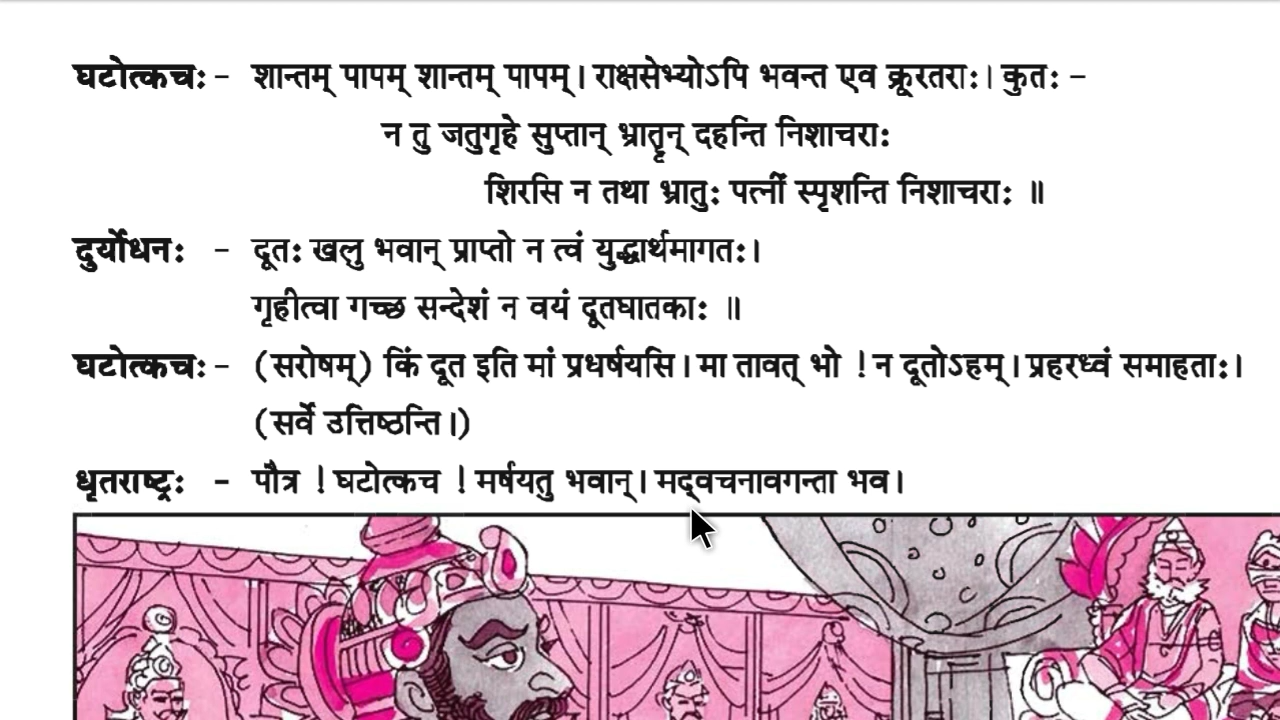 घटोत्कचः - शान्तम् पापम् शान्तम् पापम्। राक्षसेभ्योऽपि भवन्त एव क्रूरतराः। कुतः -
न तु जतुगृहे सुप्तान् भ्रातॄन् दहन्ति निशाचराः
शिरसि न तथा भ्रातुः पत्नीं स्पृशन्ति निशाचराः ॥
दुर्योधनः - दूतः खलु भवान् प्राप्तो न त्वं युद्धार्थमागतः।
गृहीत्वा गच्छ सन्देशं न वयं दूतघातकाः ॥
घटोत्कचः - (सरोषम्) किं दूत इति मां प्रधर्षयसि। मा तावत् भो ! न दूतोऽहम्। प्रहरध्वं समाहताः।
(सर्वे उत्तिष्ठन्ति।)
धृतराष्ट्रः - पौत्र ! घटोत्कच ! मर्षयतु भवान्। मद्वचनावगन्ता भव।